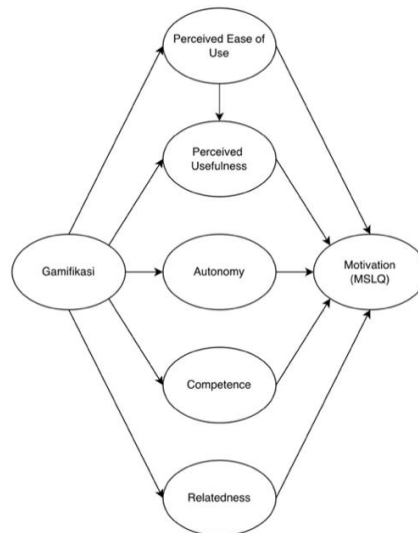 Perceived Ease of
Use
Perceived
Usefulness
Gamifikasi
Autonomy
Motivation
(MSLQ)
Competence
Relatedness